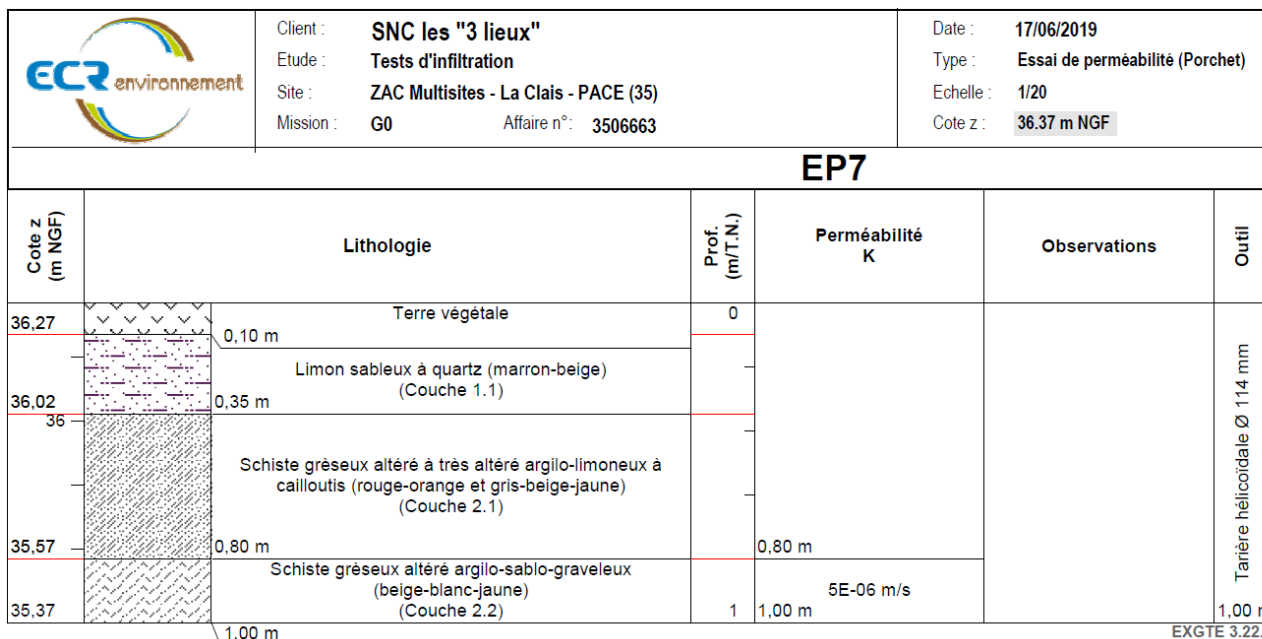 ECR environnement
Client : SNC les "3 lieux"
Etude : Tests d'infiltration
Site : ZAC Multisites - La Clais - PACE (35)
Mission : G0 Affaire n°: 3506663
Date : 17/06/2019
Type : Essai de perméabilité (Porchet)
Echelle : 1/20
Cote z : 36.37 m NGF
EP7
Cote z
(m NGF)
Lithologie
Prof.
(m/T.N.)
Perméabilité
K
Observations
Outil
36,27
Terre végétale
0
0,10 m
Limon sableux à quartz (marron-beige)
(Couche 1.1)
36,02
0,35 m
36
Schiste grèseux altéré à très altéré argilo-limoneux à
cailloutis (rouge-orange et gris-beige-jaune)
(Couche 2.1)
35,57
0,80 m
0,80 m
Schiste grèseux altéré argilo-sablo-graveleux
(beige-blanc-jaune)
(Couche 2.2)
5E-06 m/s
35,37
1
1,00 m
1,00 m
Tarière hélicoïdale Ø 114 mm
1,00
EXGTE 3.22